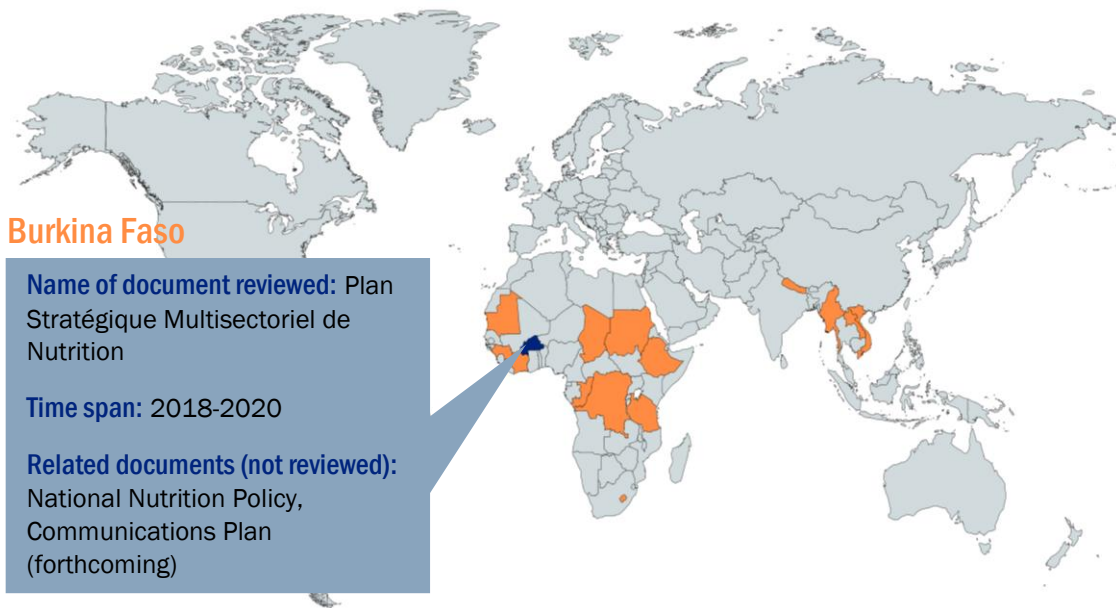 Burkina Faso
Name of document reviewed: Plan
Stratégique Multisectoriel de
Nutrition
Time span: 2018-2020
Related documents (not reviewed):
National Nutrition Policy,
Communications Plan
(forthcoming)